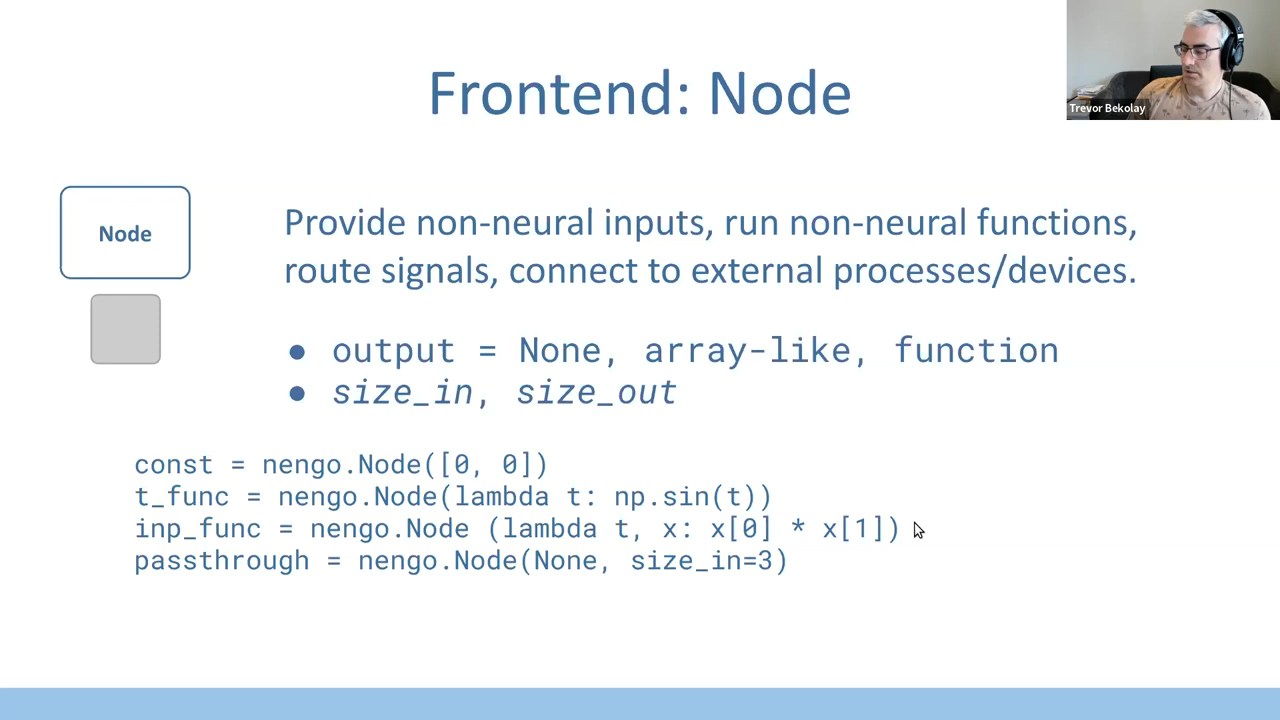 Frontend: Node
Trevor Bekolay
Node
Provide non-neural inputs, run non-neural functions,
route signals, connect to external processes/devices.
● output = None, array-like, function
● size_in, size_out
const = nengo.Node([0, 0])
t_func = nengo.Node(lambda t: np.sin(t))
inp_func = nengo.Node (lambda t, x: x[0] * x[1])
passthrough = nengo.Node(None, size_in=3)